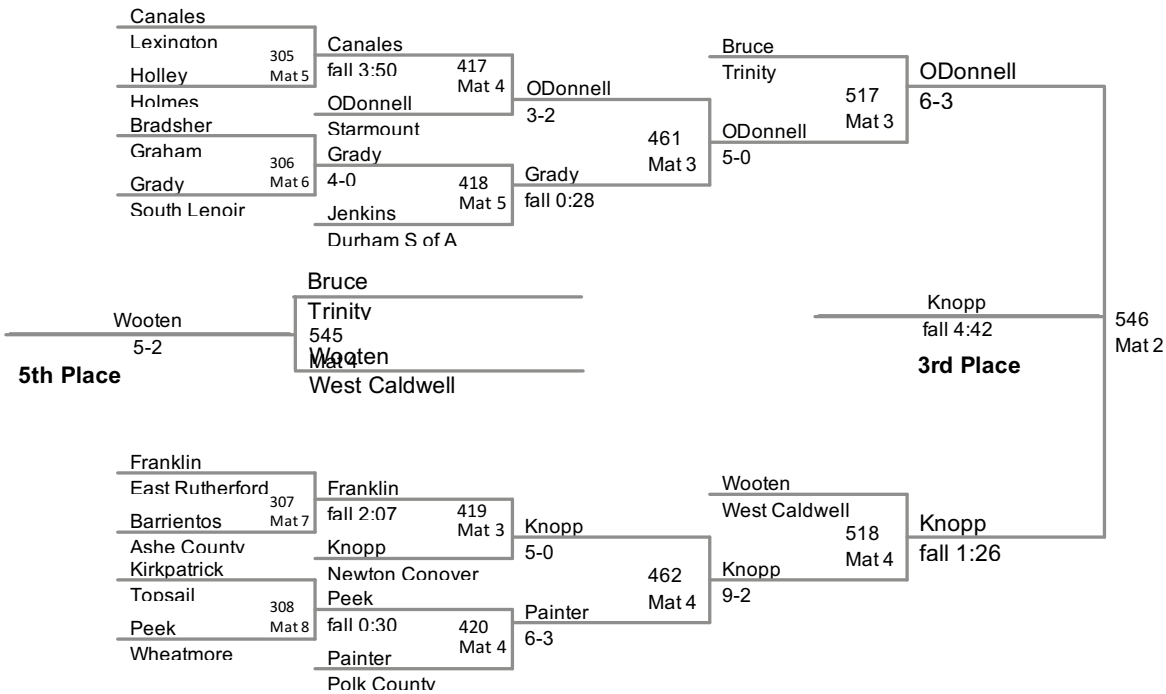 Canales
Lexington
305
Mat 5
Holley
Holmes
Bradsher
Graham
306
Mat 6
Grady
South Lenoir
Canales
fall 3:50
417
Mat 4
ODonnell
Starmount
Grady
4-0
418
Mat 5
Jenkins
Durham S of A
ODonnell
3-2
461
Mat 3
Grady
fall 0:28
Bruce
Trinity
517
Mat 3
ODonnell
5-0
ODonnell
6-3
Bruce
Trinity
545
Mat 4
Wooten
West Caldwell
Wooten
5-2
5th Place
Knopp
fall 4:42
3rd Place
546
Mat 2
Franklin
East Rutherford
307
Mat 7
Barrientos
Ashe County
Kirkpatrick
Topsail
308
Mat 8
Peek
Wheatmore
Franklin
fall 2:07
419
Mat 3
Knopp
Newton Conover
Peek
fall 0:30
420
Mat 4
Painter
Polk County
Knopp
5-0
462
Mat 4
Painter
6-3
Wooten
West Caldwell
518
Mat 4
Knopp
9-2
Knopp
fall 1:26